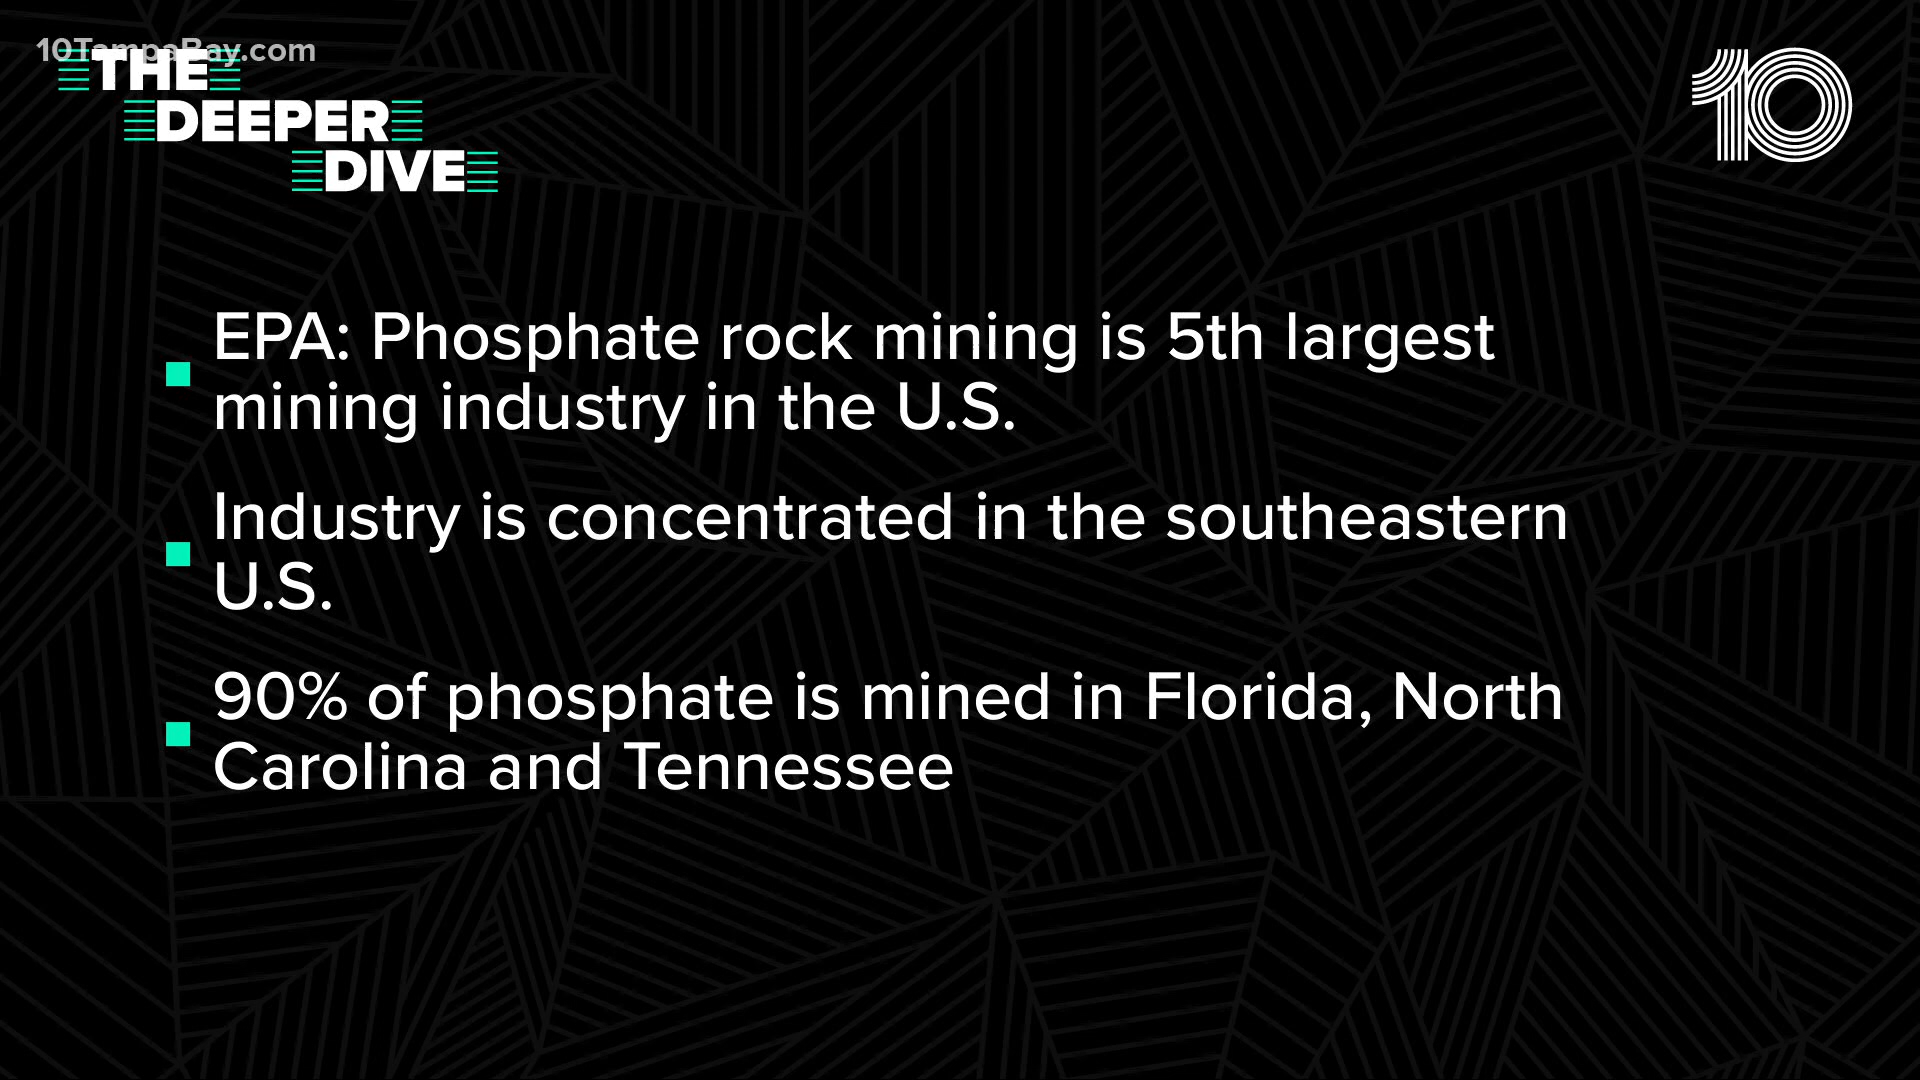 10TampaBay.com
THE
DEEPER
DIVE
10
EPA: Phosphate rock mining is 5th largest
mining industry in the U.S.
Industry is concentrated in the southeastern
U.S.
90% of phosphate is mined in Florida, North
Carolina and Tennessee